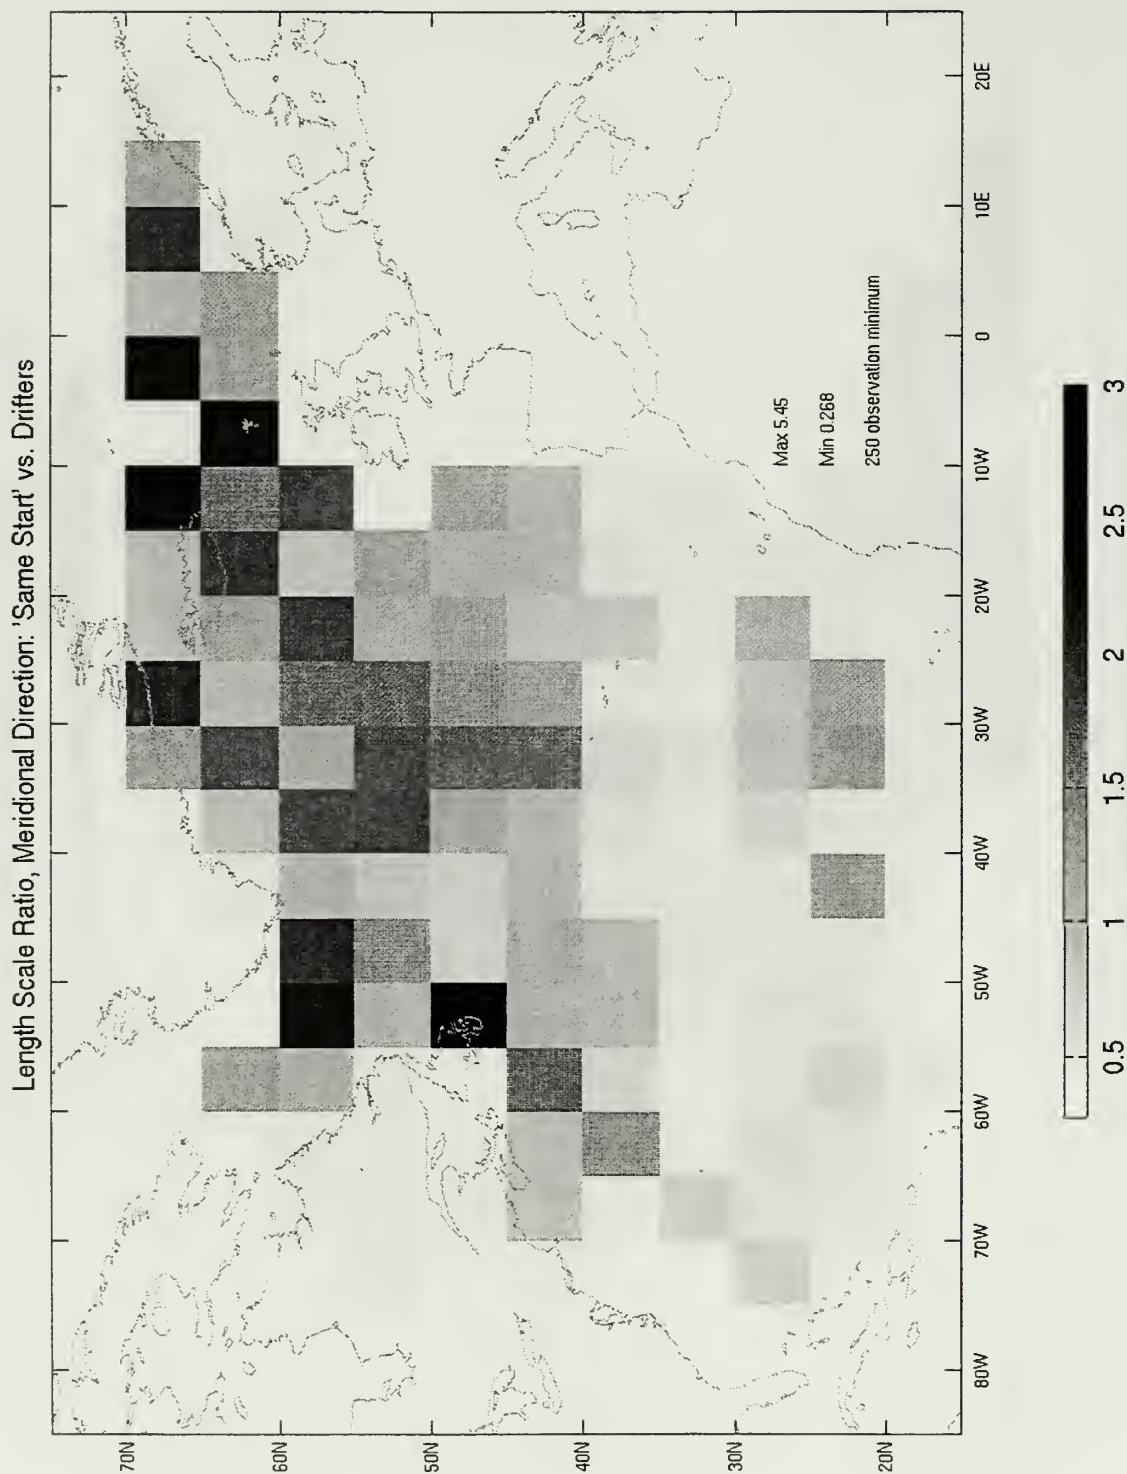 Length Scale Ratio, Meridional Direction: 'Same Start' vs. Drifters
70N
60N
50N
40N
30N
20N
80W
70W
60W
50W
40W
30W
20W
10W
0
10E
20E
Max 5.45
Min 0.268
250 observation minimum
0.5
1
1.5
2
2.5
3